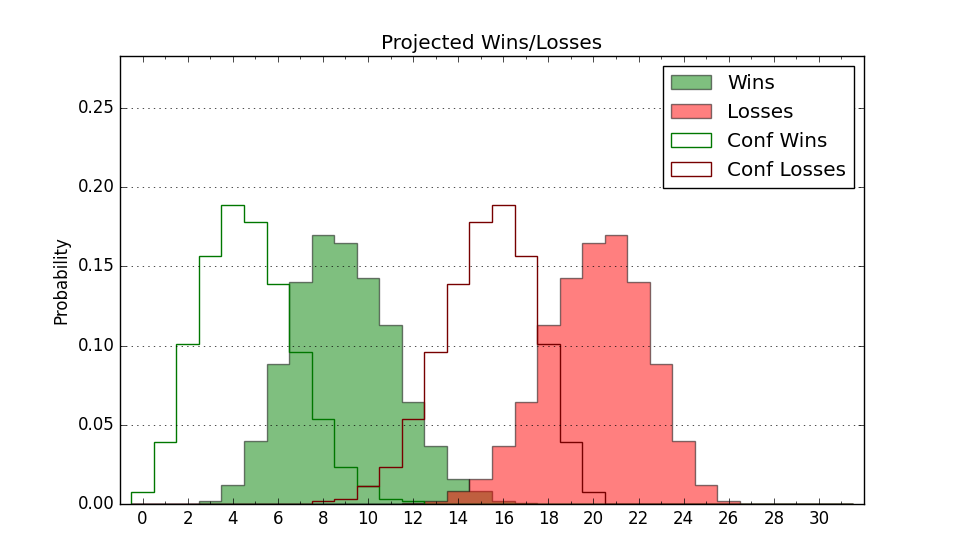 Projected Wins/Losses
Wins
Losses
Conf Wins
Conf Losses
Probability
0.25
0.20
0.15
0.10
0.05
0.00
0 2 4 6 8 10 12 14 16 18 20 22 24 26 28 30